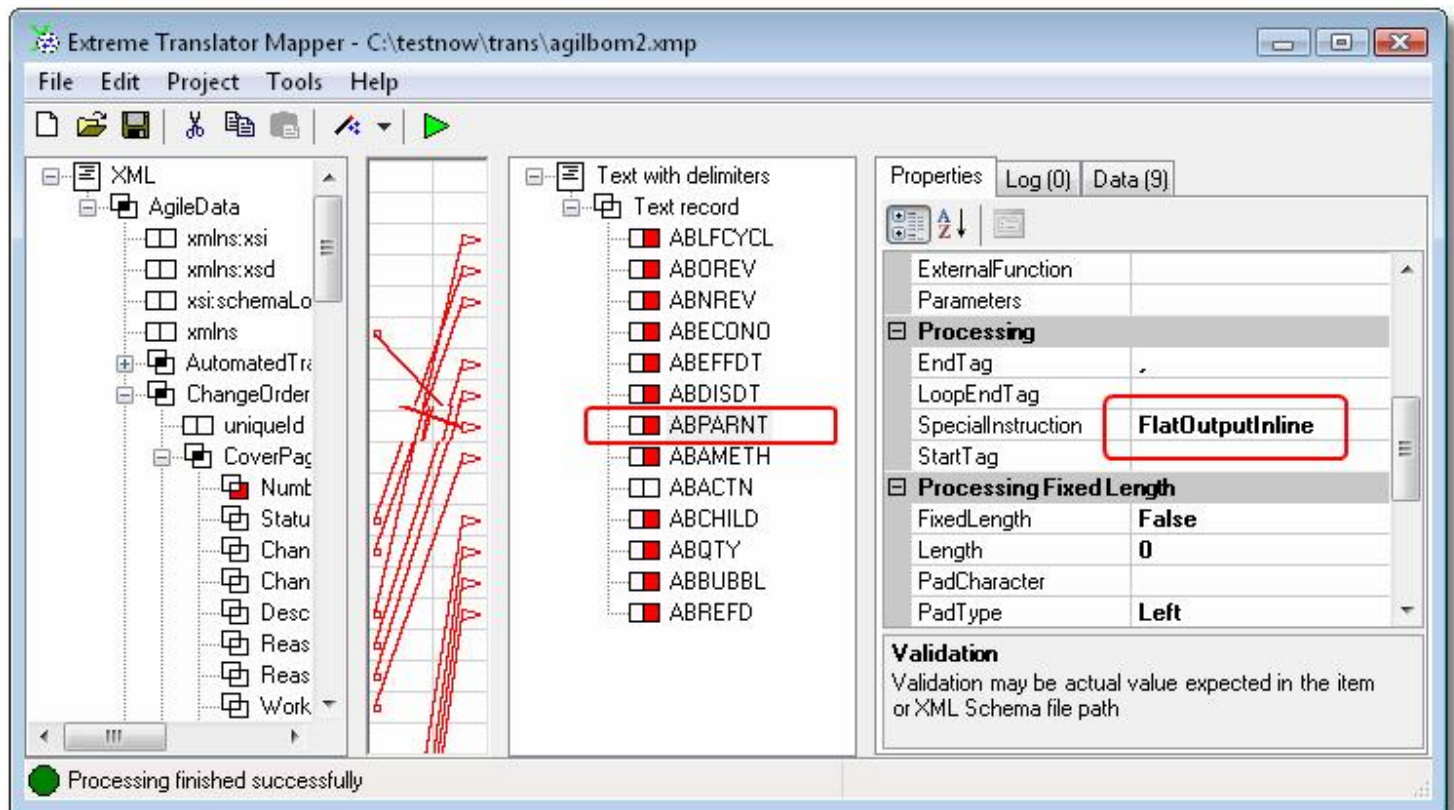 Extreme Translator Mapper - C:\testnow\trans\agilbom2.xmp
File Edit Project Tools Help
XML
AgileData
xmlns:xsi
xmlns:xsd
xsi:schemaLo
xmlns
AutomatedTra
ChangeOrder
uniqueId
CoverPag
Numb
Statu
Chan
Chan
Desc
Reas
Reas
Work
Text with delimiters
Text record
ABLFCYCL
ABOREV
ABNREV
ABECONO
ABEFFDT
ABDISDT
ABPARNT
ABAMETH
ABACTN
ABCHILD
ABQTY
ABBUBBL
ABREFD
Properties Log (0) Data (9)
ExternalFunction
Parameters
Processing
EndTag ,
LoopEndTag
SpecialInstruction FlatOutputInline
StartTag
Processing Fixed Length
FixedLength False
Length 0
PadCharacter
PadType Left
Validation
Validation may be actual value expected in the item
or XML Schema file path
Processing finished successfully